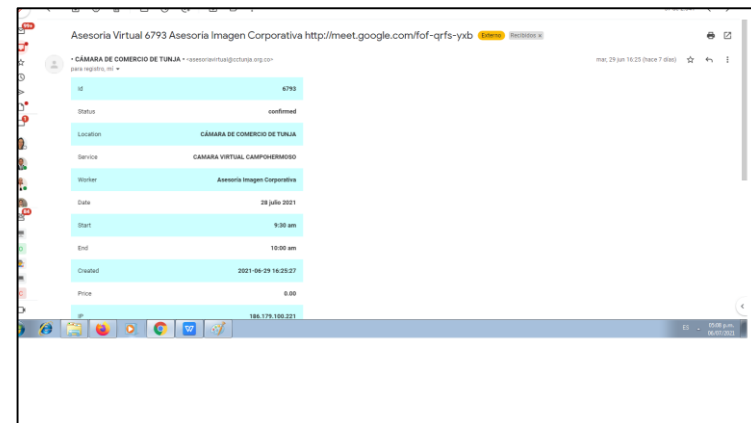 Asesoria Virtual 6793 Asesoria Imagen Corporativa http://meet.google.com/fof-qrfs-yxb Externo Recibidos x
- CÁMARA DE COMERCIO DE TUNJA - <asesoriavirtual@cctunja.org.co> mar, 29 jun 16:25 (hace 7 días)
para registro, mí
Id 6793
Status confirmed
Location CÁMARA DE COMERCIO DE TUNJA
Service CAMARA VIRTUAL CAMPOHERMOSO
Worker Asesoría Imagen Corporativa
Date 28 julio 2021
Start 9:30 am
End 10:00 am
Created 2021-06-29 16:25:27
Price 0.00
IP 186.179.100.221
ES 05:08 p.m.
06/07/2021